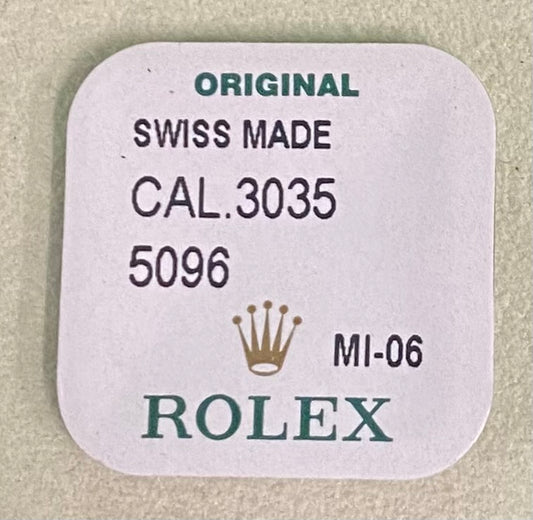 ORIGINAL
SWISS MADE
CAL.3035
5096
MI-06
ROLEX